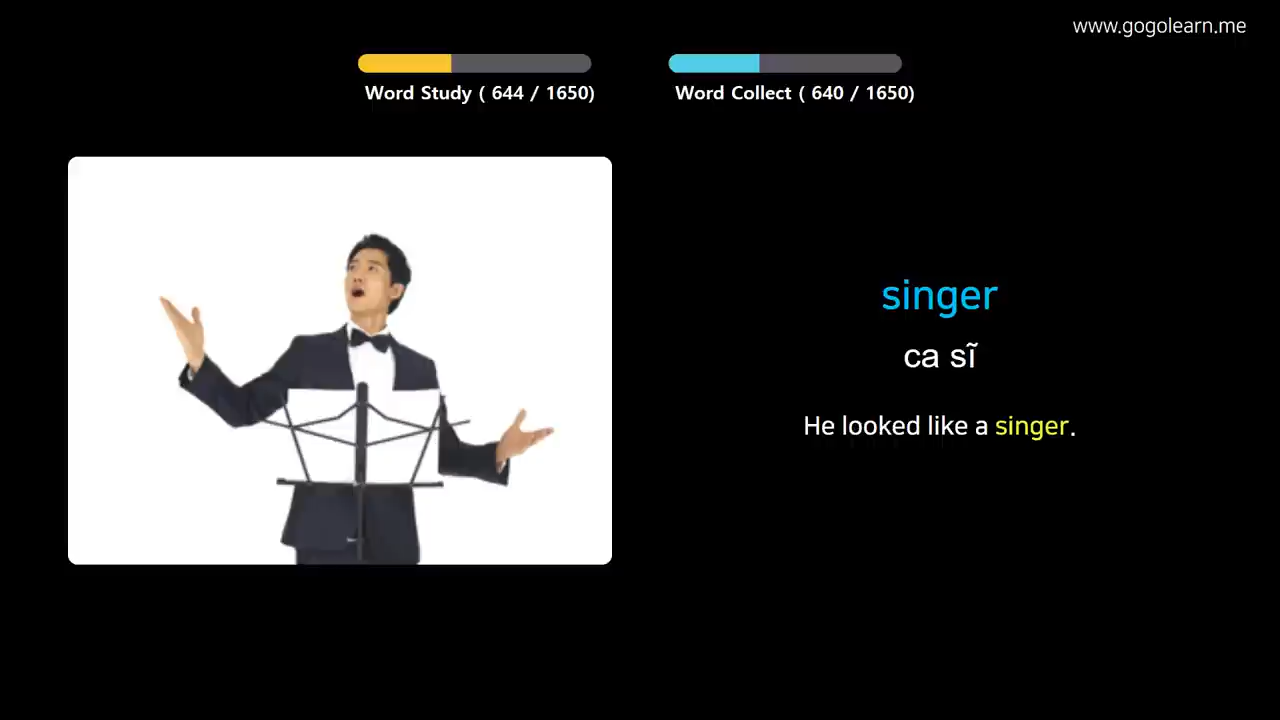 www.gogolearn.me
Word Study ( 644 / 1650)
Word Collect ( 640 / 1650)
singer
ca sĩ
He looked like a singer.